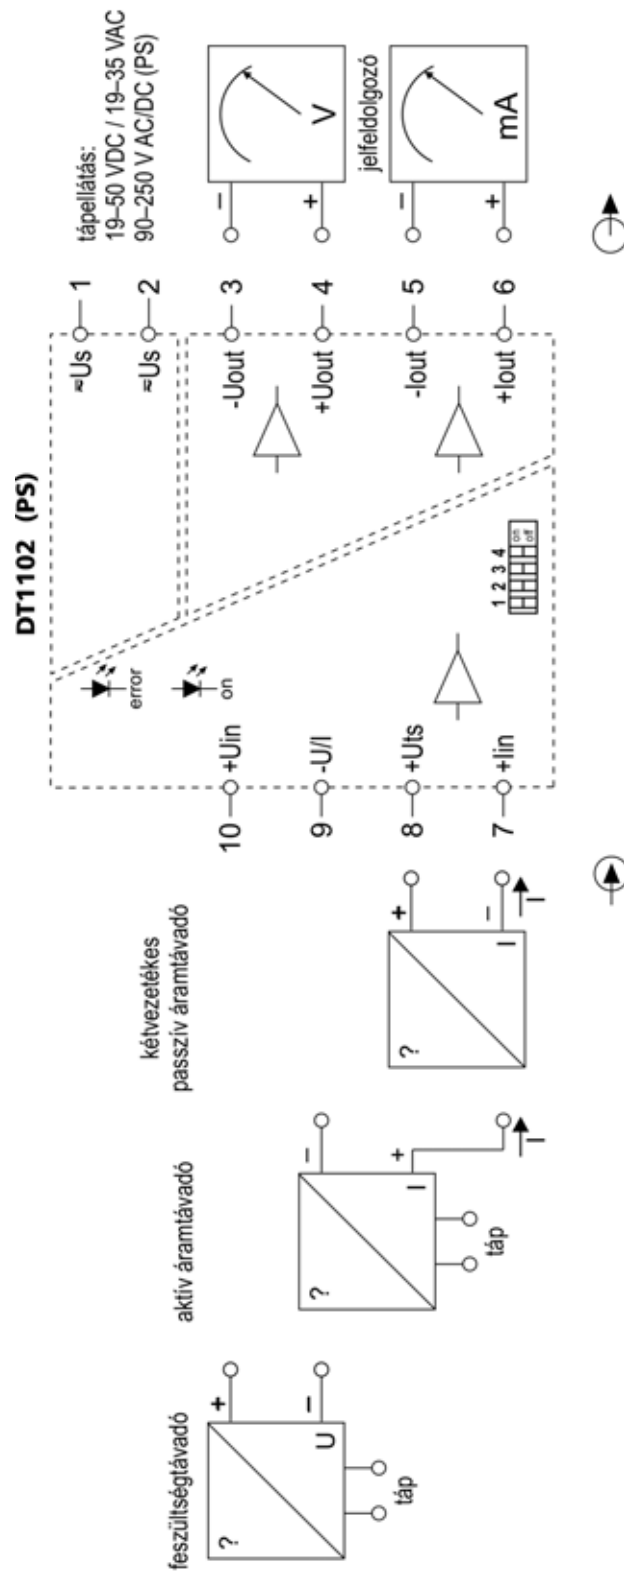 DT1102 (PS)
tápellátás:
19–50 VDC / 19–35 VAC
90–250 V AC/DC (PS)
feszültségtávadó
?
U
+
–
táp
aktív áramtávadó
?
I
–
+
I
táp
kétvezetékes
passzív áramtávadó
?
I
+
–
I
error
on
10 +Uin
9 -U/I
8 +Uts
7 +Iin
1 2 3 4
on
off
≂Us 1
≂Us 2
-Uout 3
+Uout 4
-Iout 5
+Iout 6
–
+
V
jelfeldolgozó
–
+
mA